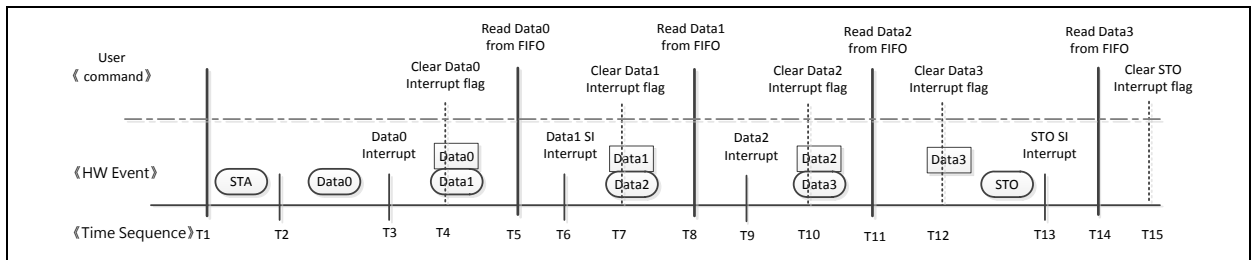 Read Data0
from FIFO
Read Data1
from FIFO
Read Data2
from FIFO
Read Data3
from FIFO
User
《 command》
Clear Data0
Interrupt flag
Clear Data1
Interrupt flag
Clear Data2
Interrupt flag
Clear Data3
Interrupt flag
Clear STO
Interrupt flag
Data0
Interrupt
Data1 SI
Interrupt
Data2
Interrupt
STO SI
Interrupt
《HW Event》
Data0
Data1
Data2
Data3
STA
Data0
Data1
Data2
Data3
STO
《Time Sequence》 T1 T2 T3 T4 T5 T6 T7 T8 T9 T10 T11 T12 T13 T14 T15